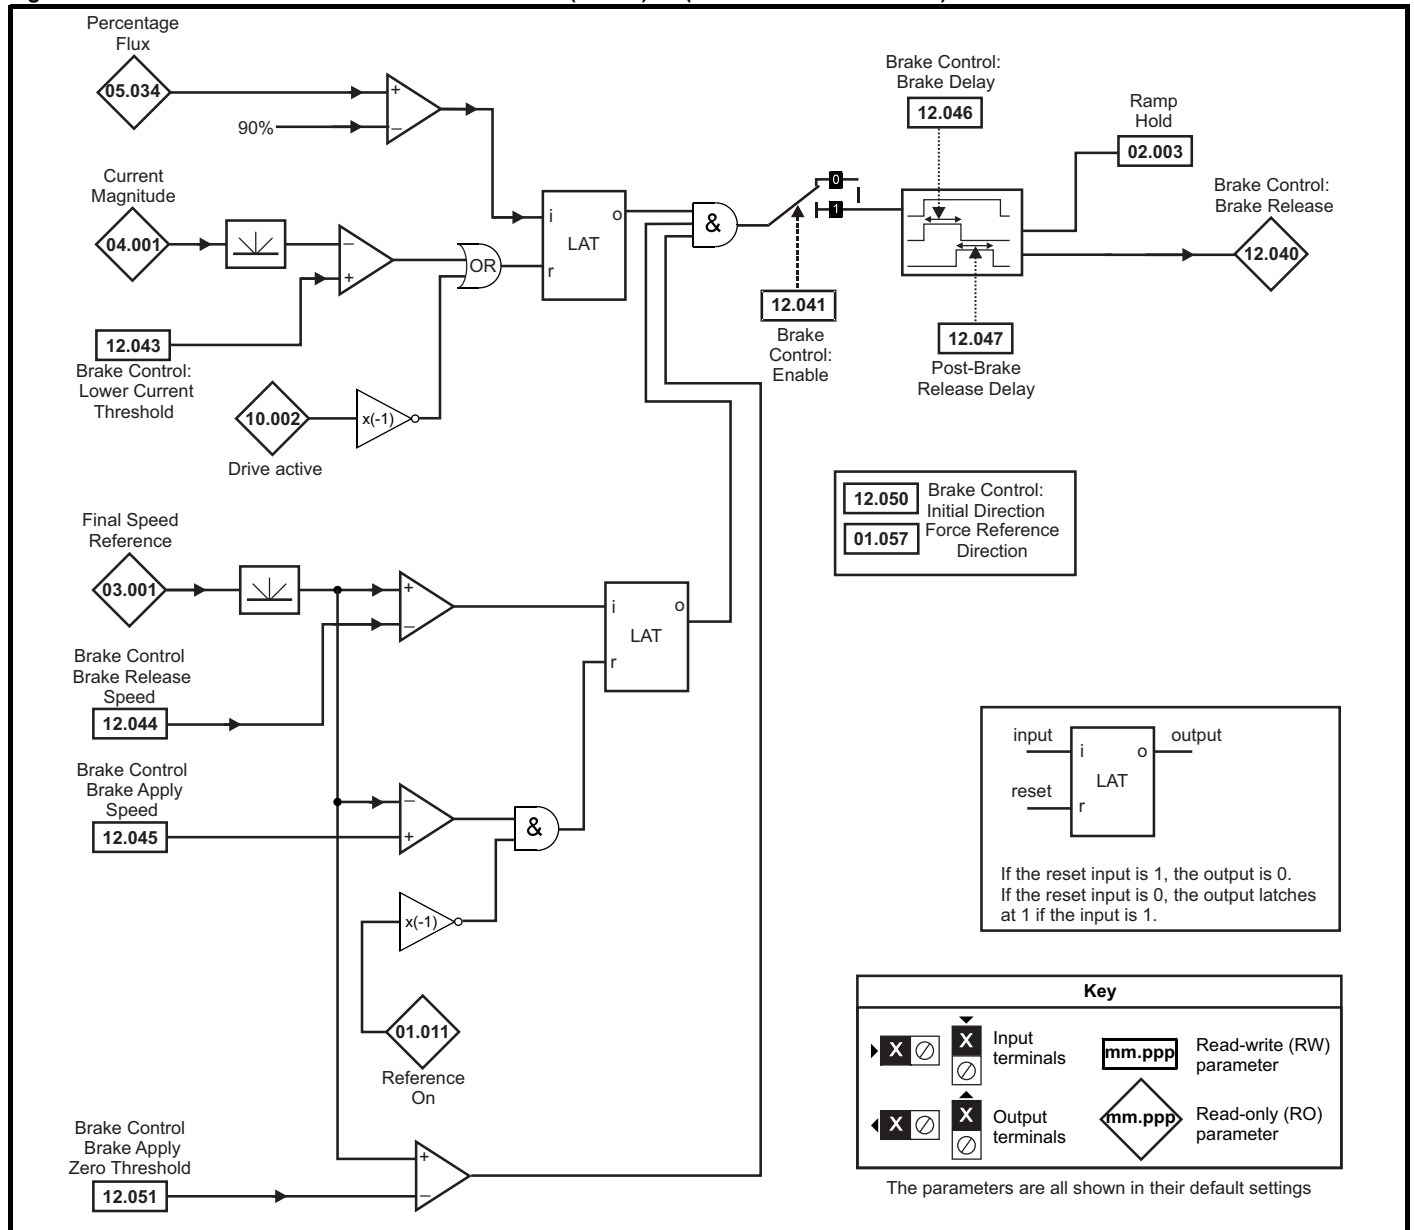 Percentage
Flux
05.034
+
90%
–
Current
Magnitude
04.001
–
+
OR
i
o
LAT
r
12.043
Brake Control:
Lower Current
Threshold
10.002
x(-1)
Drive active
&
0
1
12.041
Brake
Control:
Enable
Brake Control:
Brake Delay
12.046
12.047
Post-Brake
Release Delay
Ramp
Hold
02.003
Brake Control:
Brake Release
12.040
12.050
Brake Control:
Initial Direction
01.057
Force Reference
Direction
Final Speed
Reference
03.001
+
–
i
o
LAT
r
Brake Control
Brake Release
Speed
12.044
Brake Control
Brake Apply
Speed
12.045
–
+
&
x(-1)
01.011
Reference
On
Brake Control
Brake Apply
Zero Threshold
12.051
+
–
input
output
i
o
LAT
reset
r
If the reset input is 1, the output is 0.
If the reset input is 0, the output latches
at 1 if the input is 1.
Key
X
X
Input
terminals
mm.ppp
Read-write (RW)
parameter
X
X
Output
terminals
mm.ppp
Read-only (RO)
parameter
The parameters are all shown in their default settings